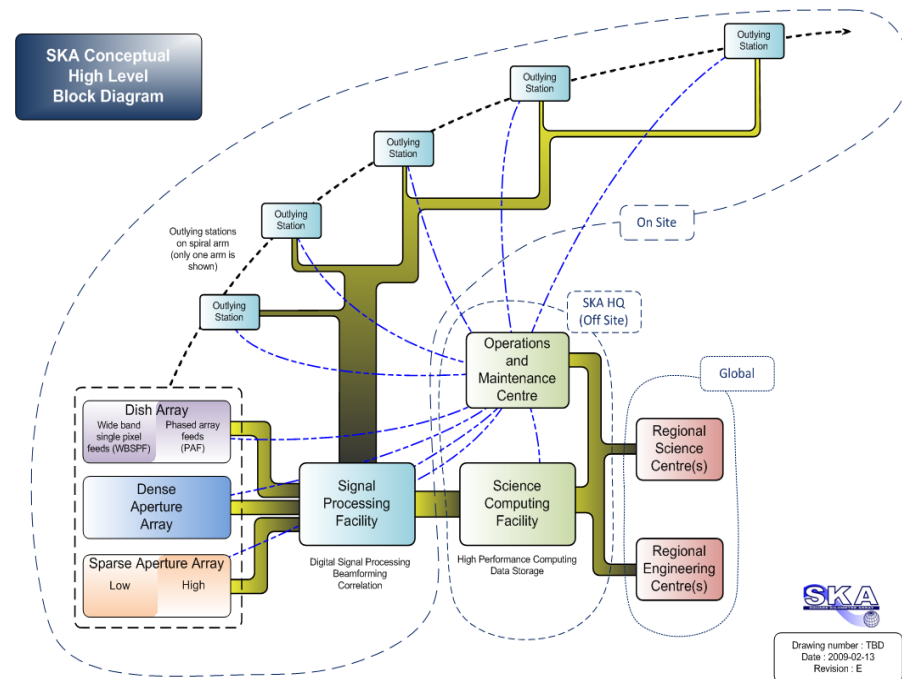 SKA Conceptual
High Level
Block Diagram
Outlying
Station
Outlying
Station
Outlying
Station
Outlying
Station
Outlying
Station
Outlying stations
on spiral arm
(only one arm is
shown)
On Site
SKA HQ
(Off Site)
Global
Operations
and
Maintenance
Centre
Dish Array
Wide band
single pixel
feeds (WBSPF)
Phased array
feeds
(PAF)
Dense
Aperture
Array
Sparse Aperture Array
Low
High
Signal
Processing
Facility
Digital Signal Processing
Beamforming
Correlation
Science
Computing
Facility
High Performance Computing
Data Storage
Regional
Science
Centre(s)
Regional
Engineering
Centre(s)
SKA
Drawing number : TBD
Date : 2009-02-13
Revision : E